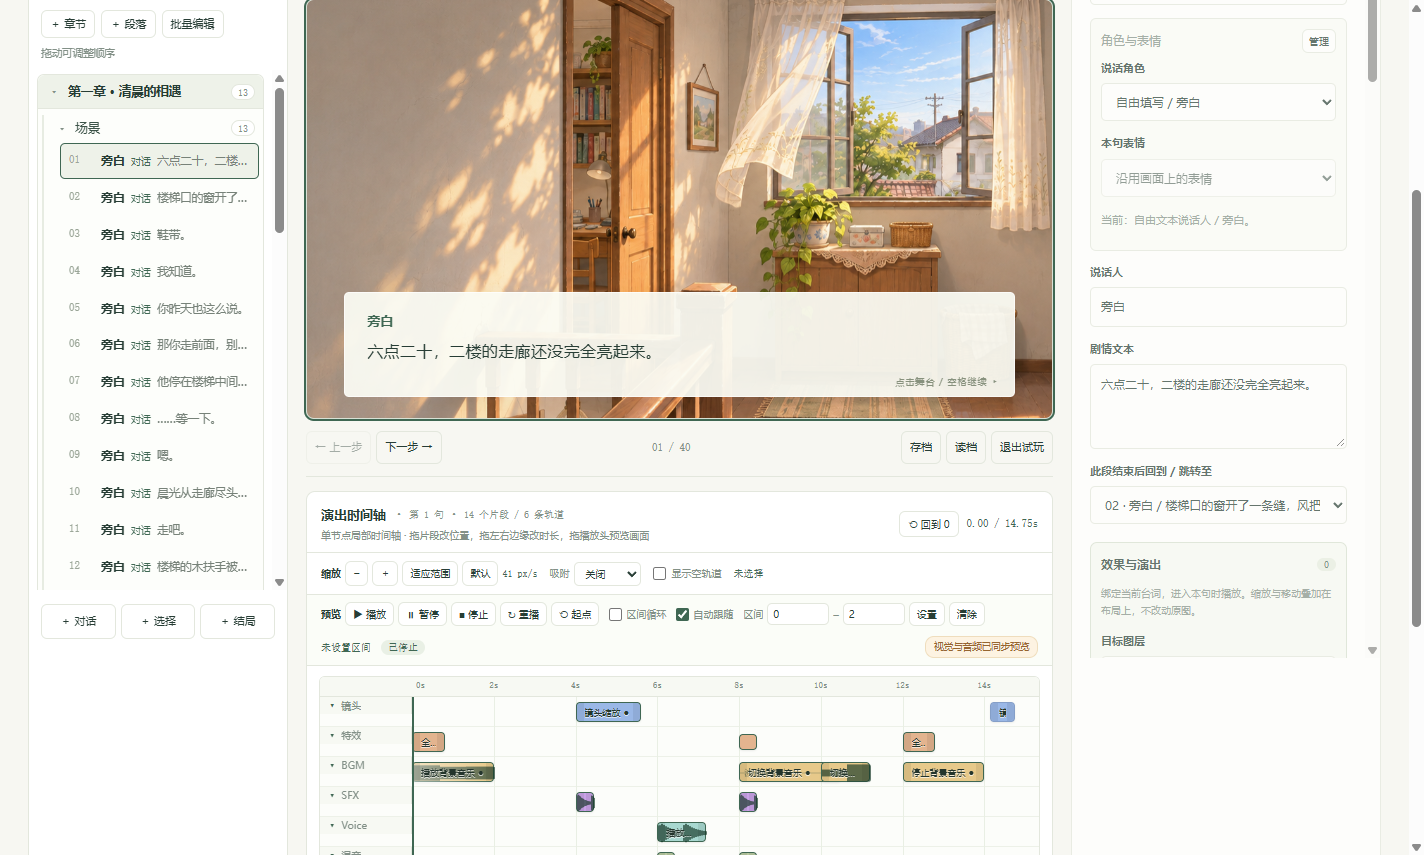 + 章节
+ 段落
批量编辑
拖动可调整顺序
第一章 • 清晨的相遇
13
场景
13
01 旁白 对话 六点二十，二楼...
02 旁白 对话 楼梯口的窗开了...
03 旁白 对话 鞋带。
04 旁白 对话 我知道。
05 旁白 对话 你昨天也这么说。
06 旁白 对话 那你走前面，别...
07 旁白 对话 他停在楼梯中间...
08 旁白 对话 ……等一下。
09 旁白 对话 嗯。
10 旁白 对话 晨光从走廊尽头...
11 旁白 对话 走吧。
12 旁白 对话 楼梯的木扶手被...
+ 对话
+ 选择
+ 结局
旁白
六点二十，二楼的走廊还没完全亮起来。
点击舞台 / 空格继续
← 上一步
下一步 →
01 / 40
存档
读档
退出试玩
演出时间轴 • 第 1 句 • 14 个片段 / 6 条轨道
单节点局部时间轴 · 拖片段改位置，拖左右边缘改时长，拖播放头预览画面
回到 0
0.00 / 14.75s
缩放 − + 适应范围 默认 41 px/s 吸附 关闭 显示空轨道 未选择
预览 ▶ 播放 ⏸ 暂停 ■ 停止 ↻ 重播 起点 区间循环 自动跟随 区间 0 – 2 设置 清除
未设置区间 已停止 视觉与音频已同步预览
0s 2s 4s 6s 8s 10s 12s 14s
镜头 镜头缩放 ●
特效 全.. 全..
BGM 播放背景音乐 ● 切换背景音乐 ● 切换... 停止背景音乐 ●
SFX
Voice 播放...
角色与表情
管理
说话角色
自由填写 / 旁白
本句表情
沿用画面上的表情
当前：自由文本说话人 / 旁白。
说话人
旁白
剧情文本
六点二十，二楼的走廊还没完全亮起来。
此段结束后回到 / 跳转至
02 · 旁白 / 楼梯口的窗开了一条缝，风把
效果与演出
0
绑定当前台词，进入本句时播放。缩放与移动叠加在
布局上，不改动原图。
目标图层